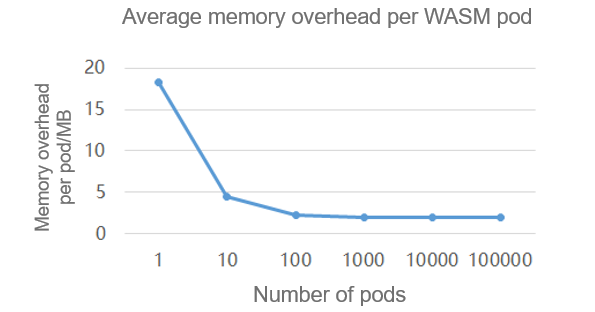 Average memory overhead per WASM pod
20
15
10
5
0
Memory overhead
per pod/MB
1 10 100 1000 10000 100000
Number of pods